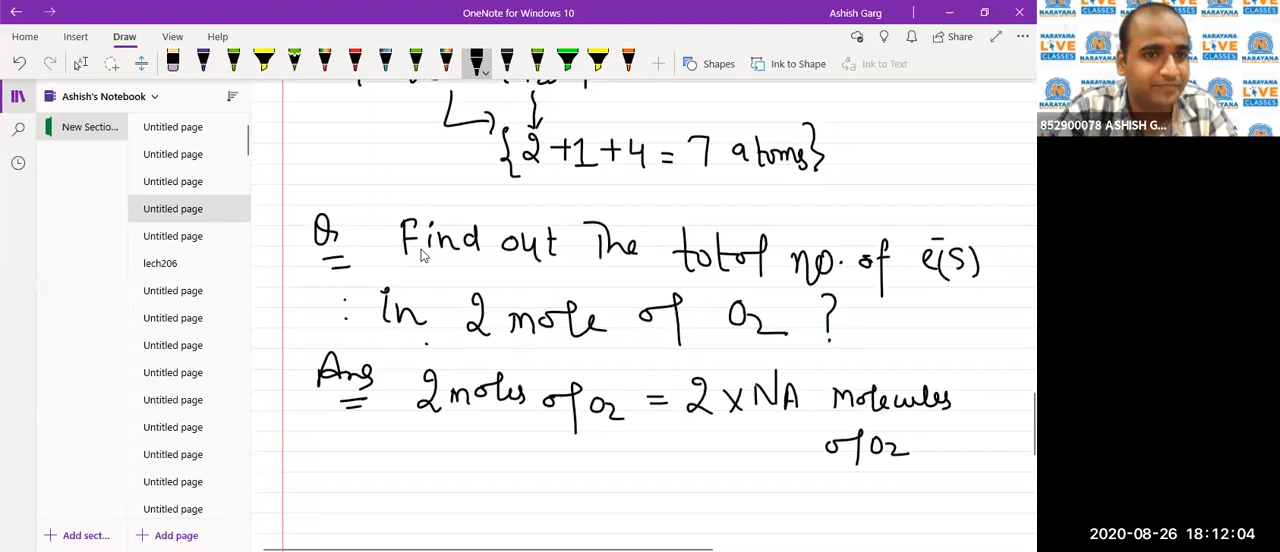 OneNote for Windows 10
Ashish Garg
Home Insert Draw View Help
Share
Shapes
Ink to Shape
Ink to Text
Ashish's Notebook
New Sectio...
Untitled page
Untitled page
Untitled page
Untitled page
Untitled page
lech206
Untitled page
Untitled page
Untitled page
Untitled page
Untitled page
Untitled page
Untitled page
Untitled page
Untitled page
Add sect...
Add page
{2+1+4 = 7 atoms}
Q Find out The total no. of e̅(s)
: in 2 mole of O2 ?
Ans 2 moles of O2 = 2 x NA molecules
of O2
NARAYANA
LIVE
CLASSES
852900078 ASHISH G...
2020-08-26 18:12:04